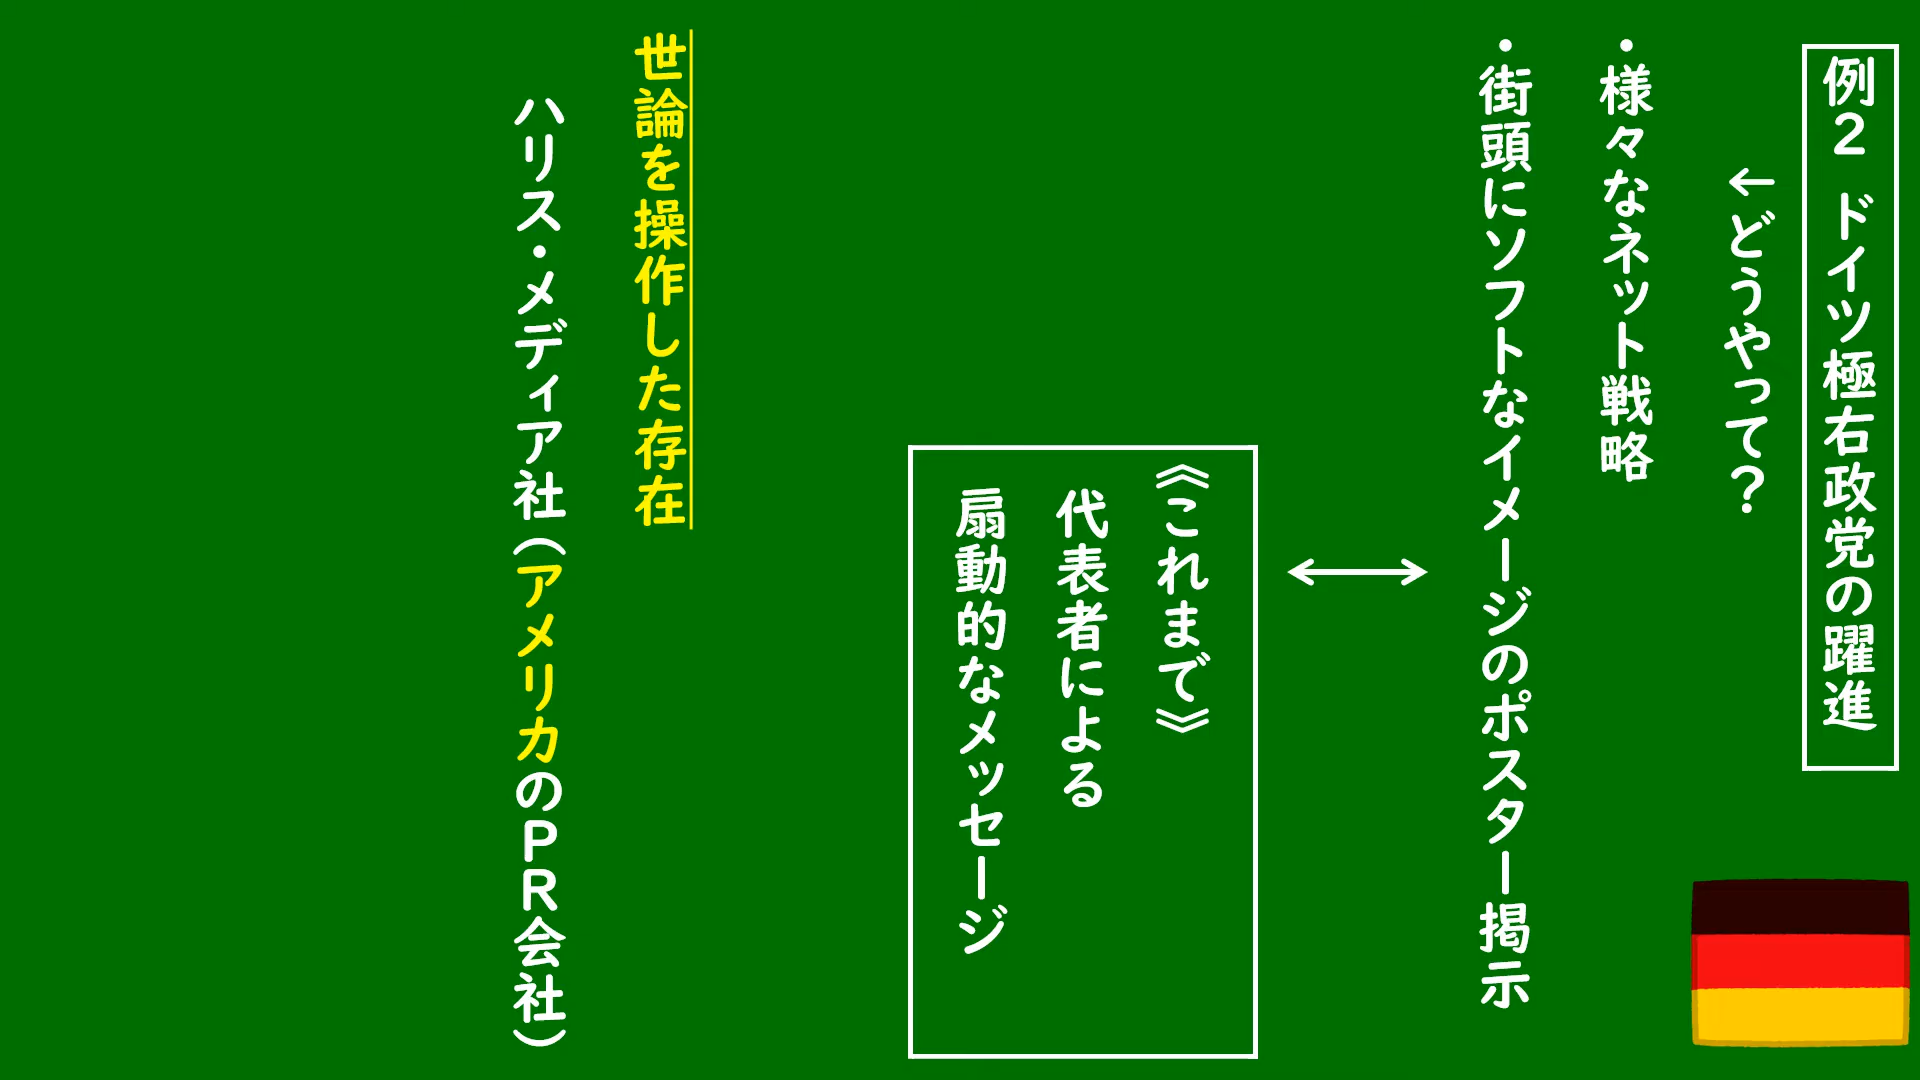 例２ ドイツ極右政党の躍進
←どうやって？
・様々なネット戦略
・街頭にソフトなイメージのポスター掲示
《これまで》
代表者による
扇動的なメッセージ
世論を操作した存在
ハリス・メディア社（アメリカのＰＲ会社）